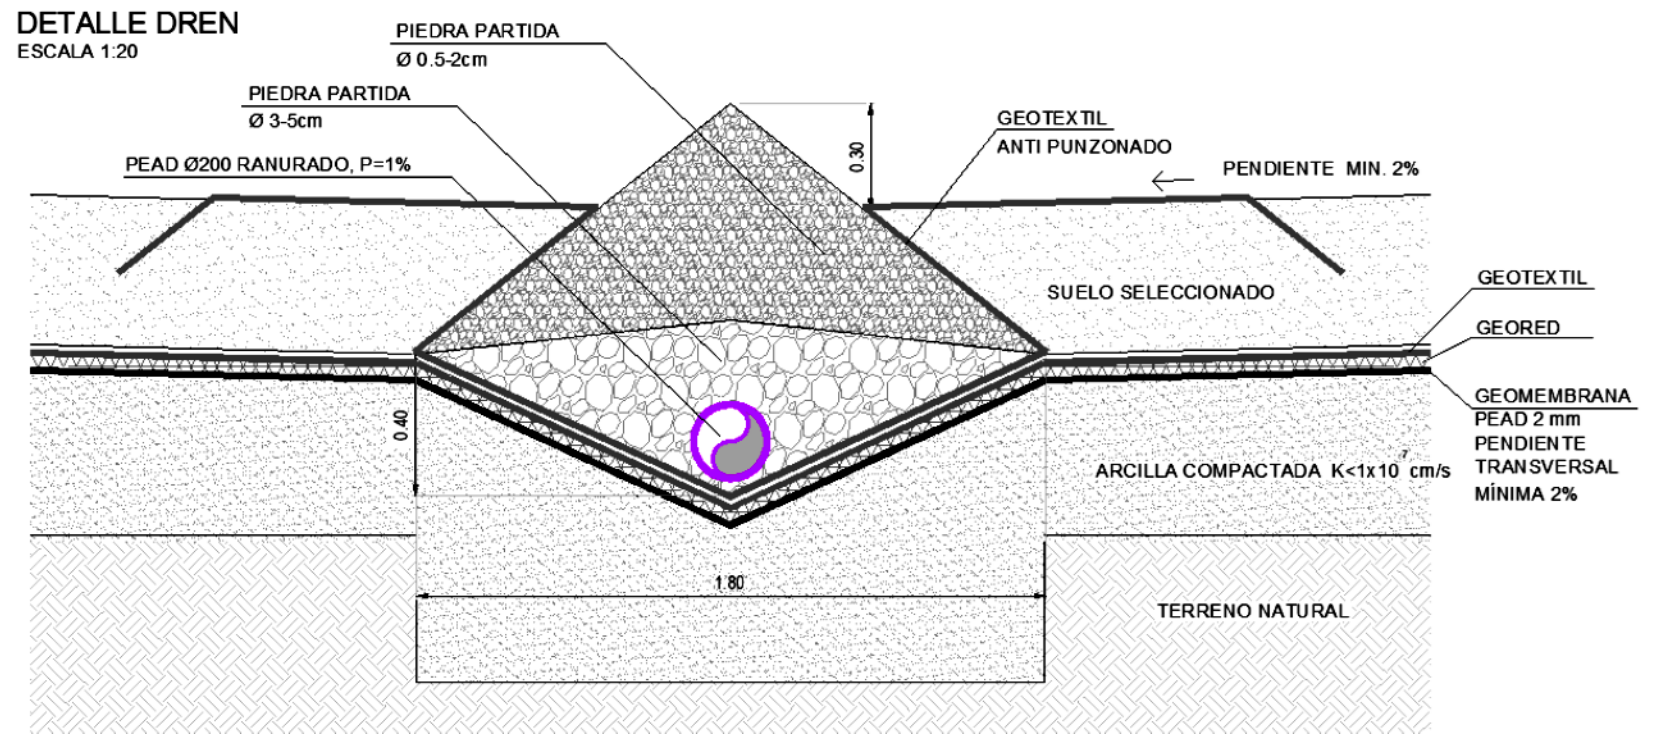 DETALLE DREN
ESCALA 1:20
PIEDRA PARTIDA
Ø 0.5-2cm
PIEDRA PARTIDA
Ø 3-5cm
PEAD Ø200 RANURADO, P=1%
0.30
GEOTEXTIL
ANTI PUNZONADO
PENDIENTE MIN. 2%
SUELO SELECCIONADO
GEOTEXTIL
GEORED
GEOMEMBRANA
PEAD 2 mm
PENDIENTE
TRANSVERSAL
MÍNIMA 2%
0.40
ARCILLA COMPACTADA K<1x10⁻⁷cm/s
1.80
TERRENO NATURAL